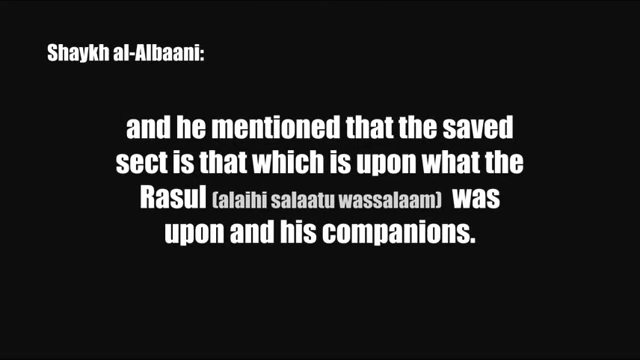 Shaykh al-Albaani:
and he mentioned that the saved
sect is that which is upon what the
Rasul (alaihi salaatu wassalaam) was
upon and his companions.